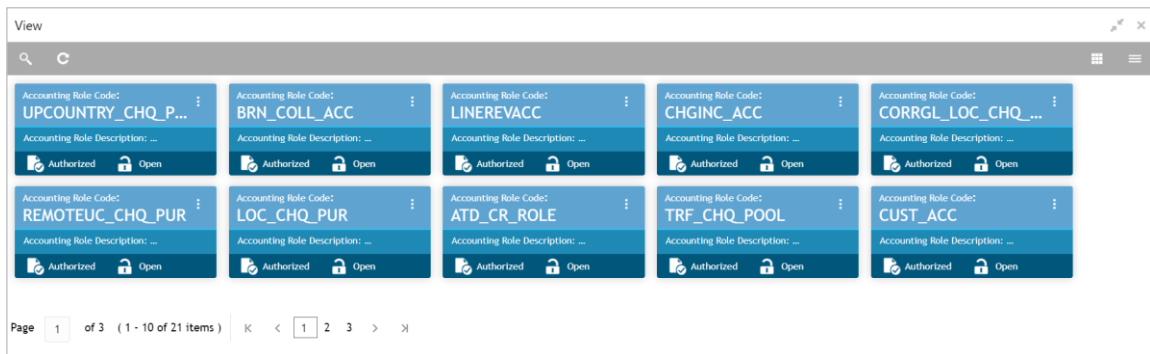 View
Accounting Role Code:
UPCOUNTRY_CHQ_P...
Accounting Role Description: ...
Authorized Open
Accounting Role Code:
BRN_COLL_ACC
Accounting Role Description: ...
Authorized Open
Accounting Role Code:
LINEREVACC
Accounting Role Description: ...
Authorized Open
Accounting Role Code:
CHGINC_ACC
Accounting Role Description: ...
Authorized Open
Accounting Role Code:
CORRGL_LOC_CHQ_...
Accounting Role Description: ...
Authorized Open
Accounting Role Code:
REMOTEUC_CHQ_PUR
Accounting Role Description: ...
Authorized Open
Accounting Role Code:
LOC_CHQ_PUR
Accounting Role Description: ...
Authorized Open
Accounting Role Code:
ATD_CR_ROLE
Accounting Role Description: ...
Authorized Open
Accounting Role Code:
TRF_CHQ_POOL
Accounting Role Description: ...
Authorized Open
Accounting Role Code:
CUST_ACC
Accounting Role Description: ...
Authorized Open
Page 1 of 3 ( 1 - 10 of 21 items ) 1 2 3